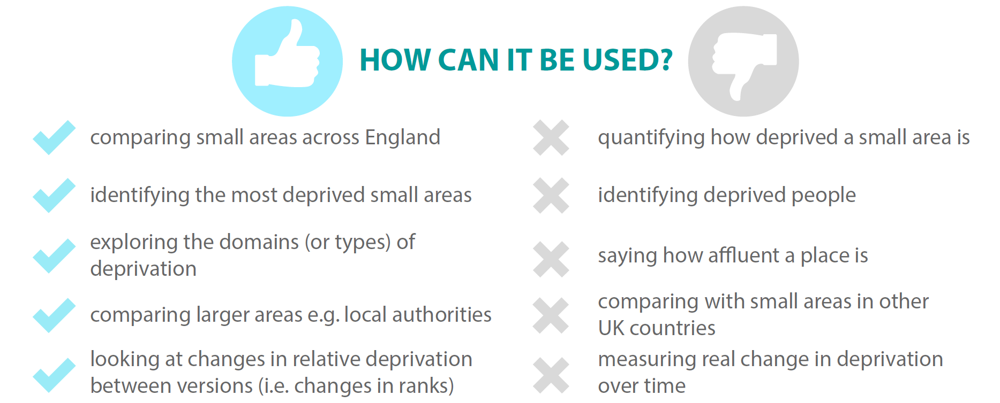 HOW CAN IT BE USED?
comparing small areas across England
identifying the most deprived small areas
exploring the domains (or types) of
deprivation
comparing larger areas e.g. local authorities
looking at changes in relative deprivation
between versions (i.e. changes in ranks)
quantifying how deprived a small area is
identifying deprived people
saying how affluent a place is
comparing with small areas in other
UK countries
measuring real change in deprivation
over time